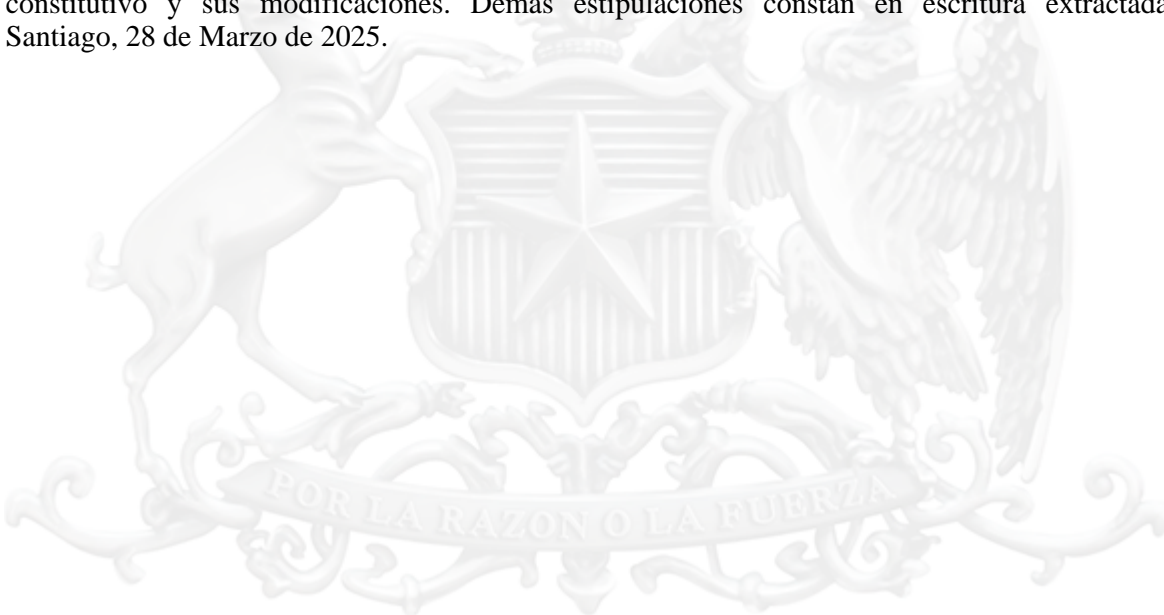 constitutivo y sus modificaciones. Demás estipulaciones constan en escritura extractada
Santiago, 28 de Marzo de 2025.
POR LA RAZON O LA FUERZA